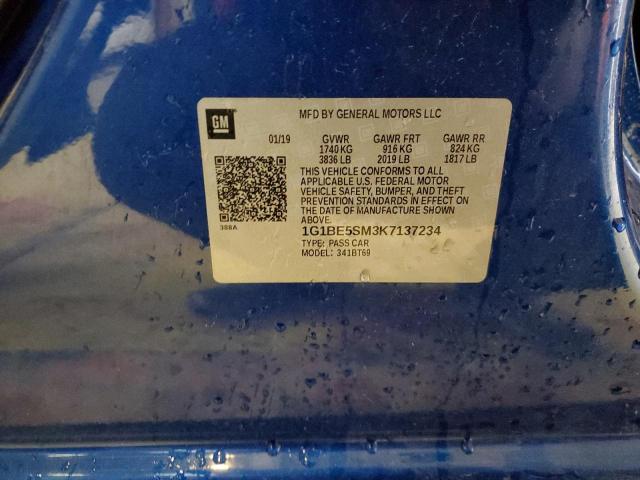 GM
MFD BY GENERAL MOTORS LLC
01/19 GVWR GAWR FRT GAWR RR
1740 KG 916 KG 824 KG
3836 LB 2019 LB 1817 LB
THIS VEHICLE CONFORMS TO ALL
APPLICABLE U.S. FEDERAL MOTOR
VEHICLE SAFETY, BUMPER, AND THEFT
PREVENTION STANDARDS IN EFFECT ON
THE DATE OF MANUFACTURE SHOWN
ABOVE.
388A
1G1BE5SM3K7137234
TYPE: PASS CAR
MODEL: 341BT69